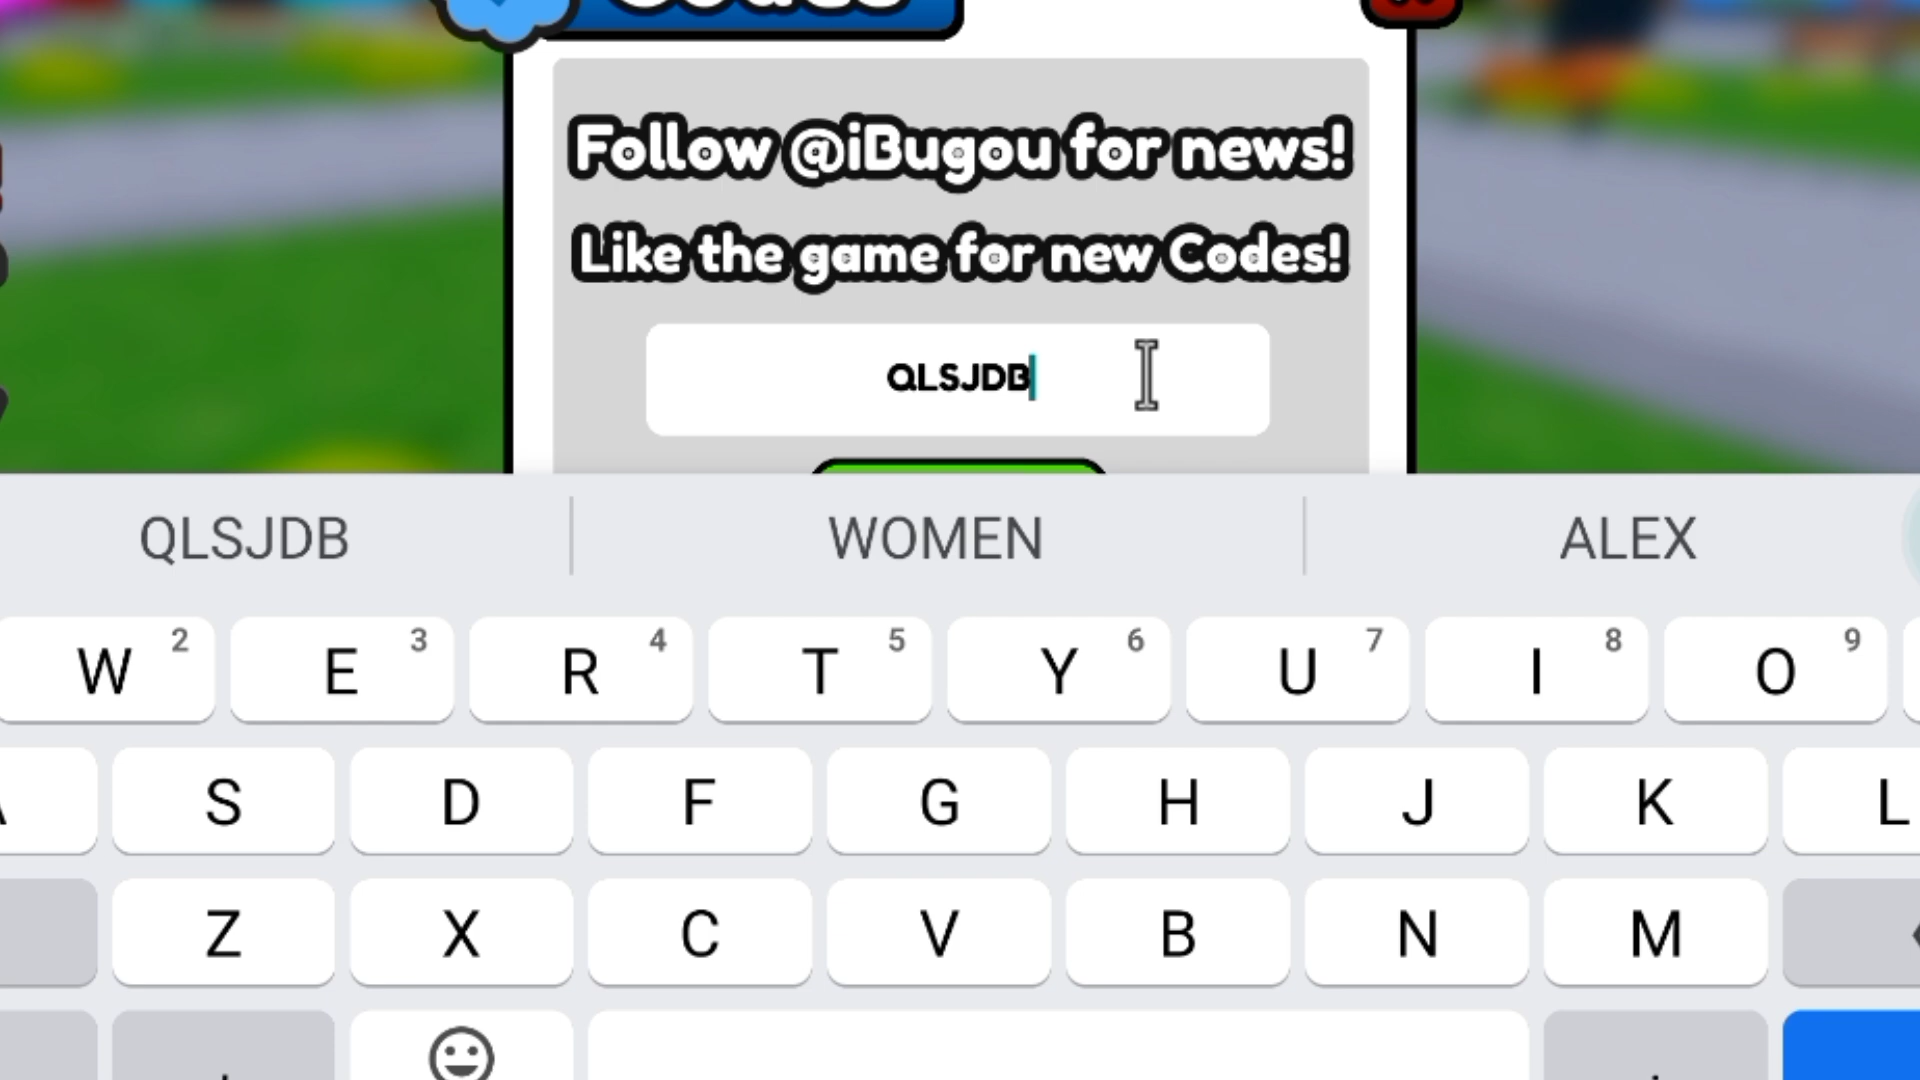 Codes
Follow @iBugou for news!
Like the game for new Codes!
QLSJDB
QLSJDB WOMEN ALEX
W 2 E 3 R 4 T 5 Y 6 U 7 I 8 O 9
A S D F G H J K L
Z X C V B N M